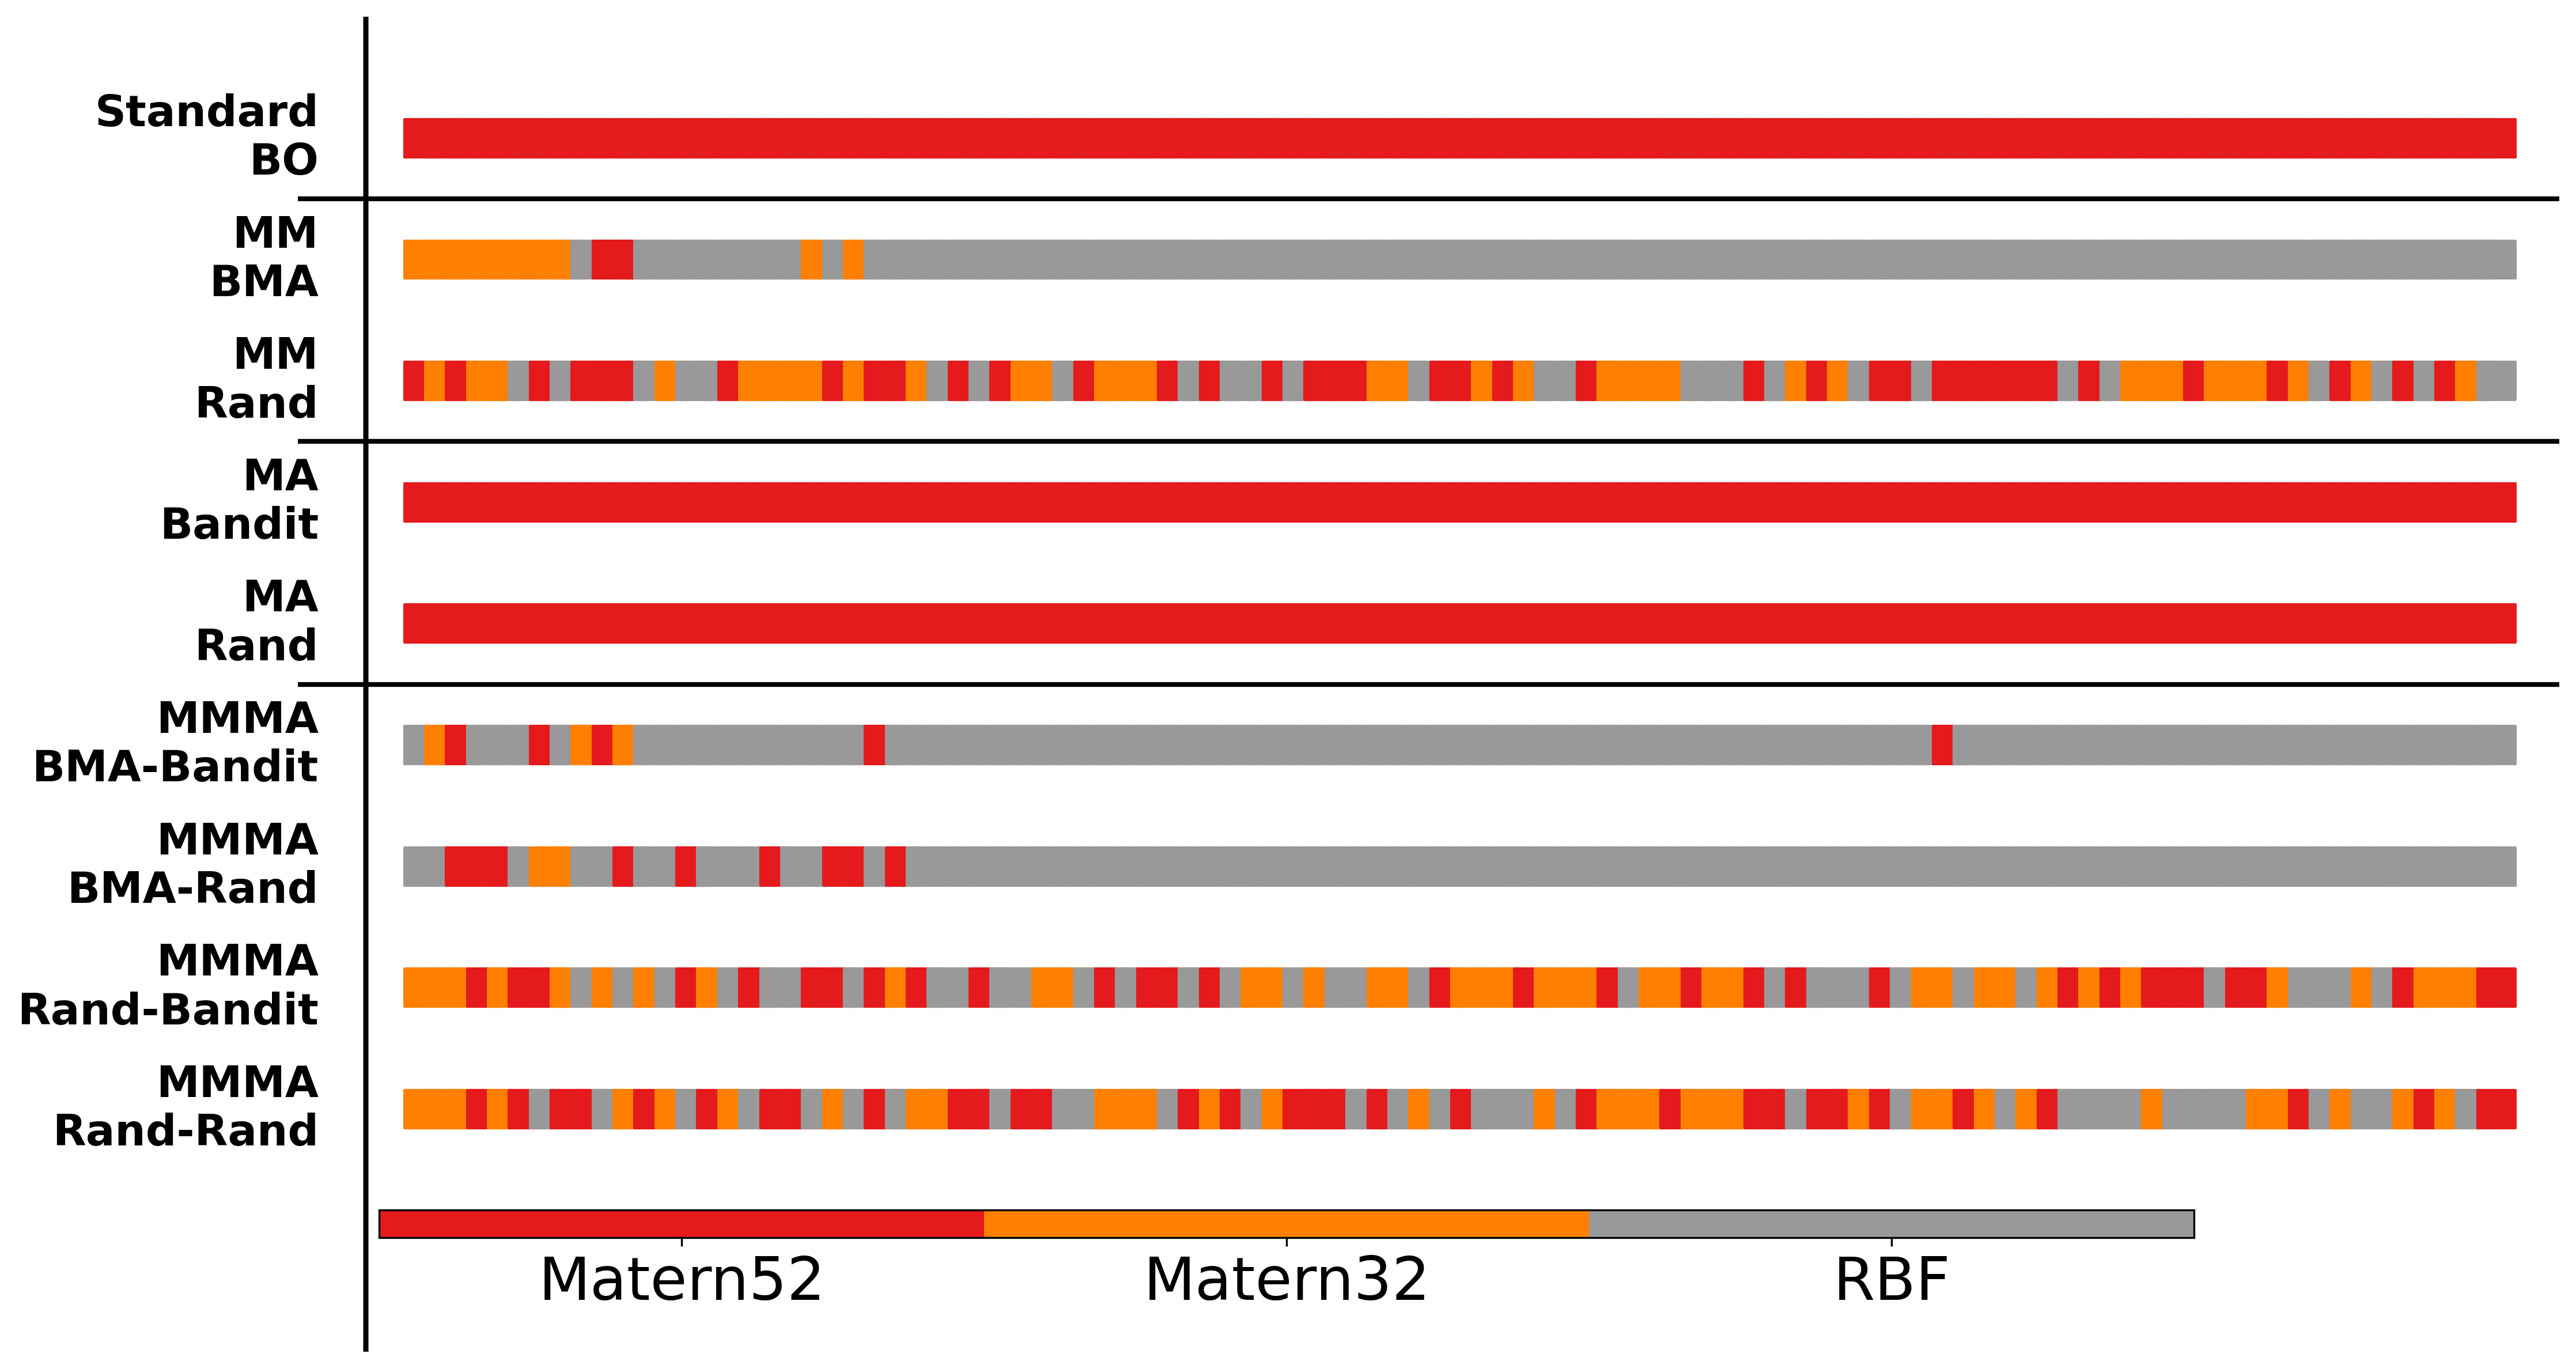 Standard
BO
MM
BMA
MM
Rand
MA
Bandit
MA
Rand
MMMA
BMA-Bandit
MMMA
BMA-Rand
MMMA
Rand-Bandit
MMMA
Rand-Rand
Matern52 Matern32 RBF